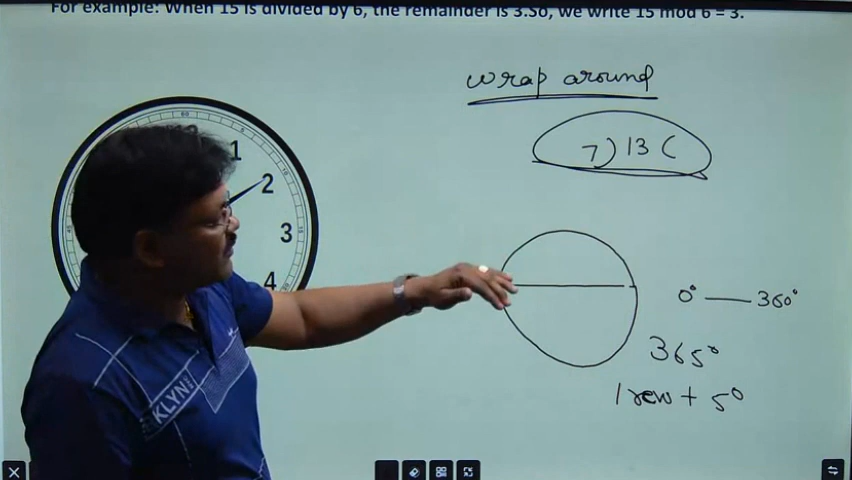 For example: When 15 is divided by 6, the remainder is 3.So, we write 15 mod 6 = 3.
wrap around
7) 13 (
1
2
3
4
0° — 360°
365°
1 rev + 5°
KLYN